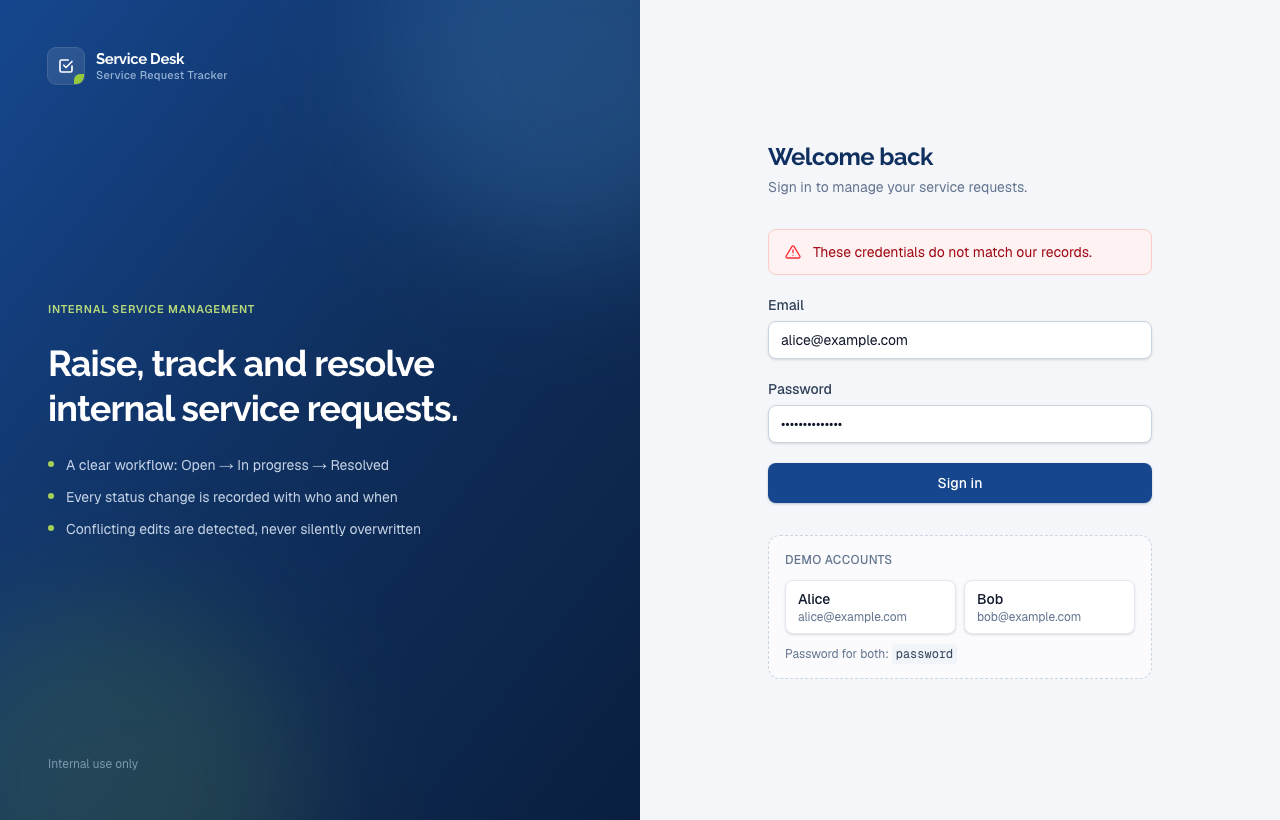 Service Desk
Service Request Tracker
INTERNAL SERVICE MANAGEMENT
Raise, track and resolve
internal service requests.
A clear workflow: Open → In progress → Resolved
Every status change is recorded with who and when
Conflicting edits are detected, never silently overwritten
Internal use only
Welcome back
Sign in to manage your service requests.
These credentials do not match our records.
Email
alice@example.com
Password
••••••••••••••
Sign in
DEMO ACCOUNTS
Alice
alice@example.com
Bob
bob@example.com
Password for both: password